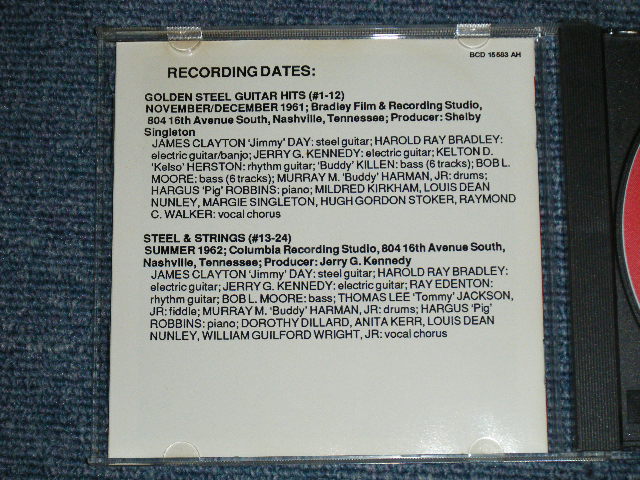 BCD 15583 AH
RECORDING DATES:
GOLDEN STEEL GUITAR HITS (#1-12)
NOVEMBER/DECEMBER 1961; Bradley Film & Recording Studio,
804 16th Avenue South, Nashville, Tennessee; Producer: Shelby
Singleton
JAMES CLAYTON 'Jimmy' DAY: steel guitar; HAROLD RAY BRADLEY:
electric guitar/banjo; JERRY G. KENNEDY: electric guitar; KELTON D.
'Kelso' HERSTON: rhythm guitar; 'Buddy' KILLEN: bass (6 tracks); BOB L.
MOORE: bass (6 tracks); MURRAY M. 'Buddy' HARMAN, JR: drums;
HARGUS 'Pig' ROBBINS: piano; MILDRED KIRKHAM, LOUIS DEAN
NUNLEY, MARGIE SINGLETON, HUGH GORDON STOKER, RAYMOND
C. WALKER: vocal chorus
STEEL & STRINGS (#13-24)
SUMMER 1962; Columbia Recording Studio, 804 16th Avenue South,
Nashville, Tennessee; Producer: Jerry G. Kennedy
JAMES CLAYTON 'Jimmy' DAY: steel guitar; HAROLD RAY BRADLEY:
electric guitar; JERRY G. KENNEDY: electric guitar; RAY EDENTON:
rhythm guitar; BOB L. MOORE: bass; THOMAS LEE 'Tommy' JACKSON,
JR: fiddle; MURRAY M. 'Buddy' HARMAN, JR: drums; HARGUS 'Pig'
ROBBINS: piano; DOROTHY DILLARD, ANITA KERR, LOUIS DEAN
NUNLEY, WILLIAM GUILFORD WRIGHT, JR: vocal chorus